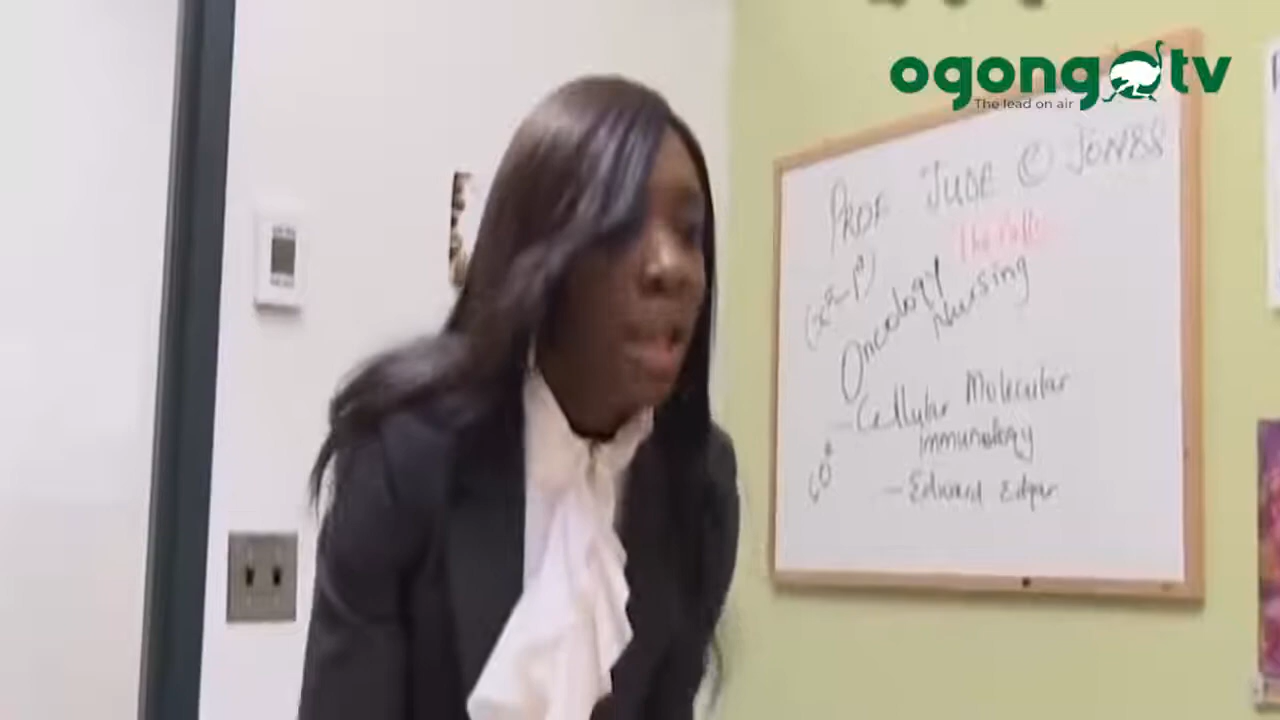 ogong tv
The lead on air
PROF JUDE C JONES
Oncology
Nursing
- Cellular Molecular
Immunology
- Edward Edgar